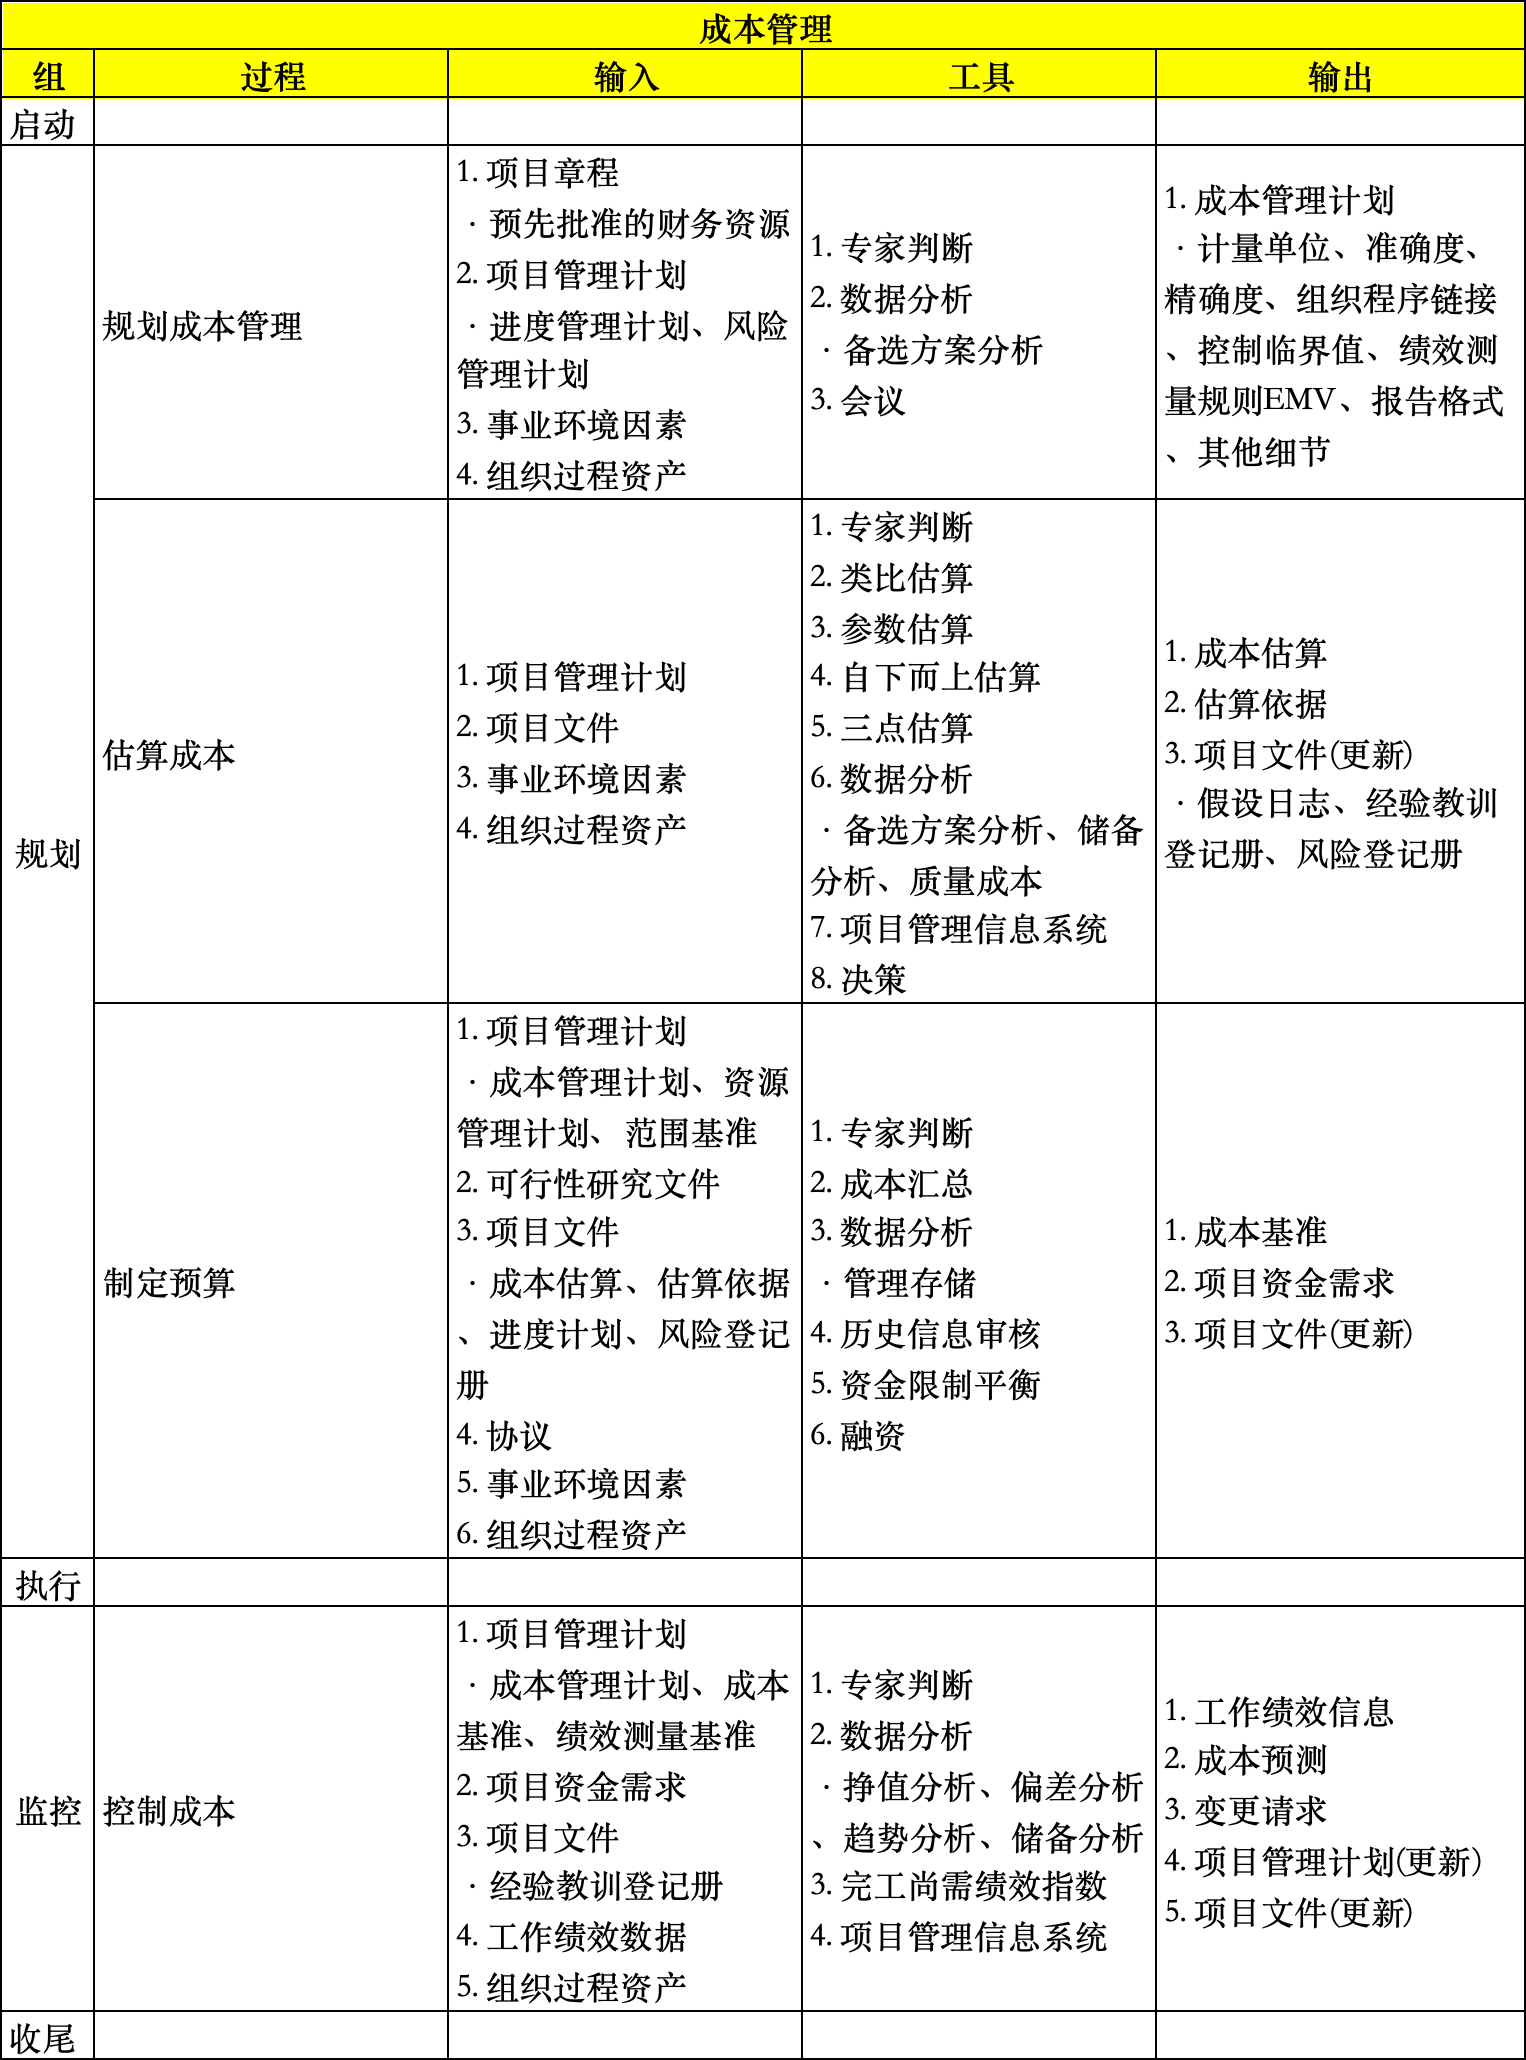 成本管理
组
过程
输入
工具
输出
启动
规划
规划成本管理
1. 项目章程
· 预先批准的财务资源
2. 项目管理计划
· 进度管理计划、风险
管理计划
3. 事业环境因素
4. 组织过程资产
1. 专家判断
2. 数据分析
· 备选方案分析
3. 会议
1. 成本管理计划
· 计量单位、准确度、
精确度、组织程序链接
、控制临界值、绩效测
量规则EMV、报告格式
、其他细节
估算成本
1. 项目管理计划
2. 项目文件
3. 事业环境因素
4. 组织过程资产
1. 专家判断
2. 类比估算
3. 参数估算
4. 自下而上估算
5. 三点估算
6. 数据分析
· 备选方案分析、储备
分析、质量成本
7. 项目管理信息系统
8. 决策
1. 成本估算
2. 估算依据
3. 项目文件(更新)
· 假设日志、经验教训
登记册、风险登记册
制定预算
1. 项目管理计划
· 成本管理计划、资源
管理计划、范围基准
2. 可行性研究文件
3. 项目文件
· 成本估算、估算依据
、进度计划、风险登记
册
4. 协议
5. 事业环境因素
6. 组织过程资产
1. 专家判断
2. 成本汇总
3. 数据分析
· 管理存储
4. 历史信息审核
5. 资金限制平衡
6. 融资
1. 成本基准
2. 项目资金需求
3. 项目文件(更新)
执行
监控
控制成本
1. 项目管理计划
· 成本管理计划、成本
基准、绩效测量基准
2. 项目资金需求
3. 项目文件
· 经验教训登记册
4. 工作绩效数据
5. 组织过程资产
1. 专家判断
2. 数据分析
· 挣值分析、偏差分析
、趋势分析、储备分析
3. 完工尚需绩效指数
4. 项目管理信息系统
1. 工作绩效信息
2. 成本预测
3. 变更请求
4. 项目管理计划(更新)
5. 项目文件(更新)
收尾